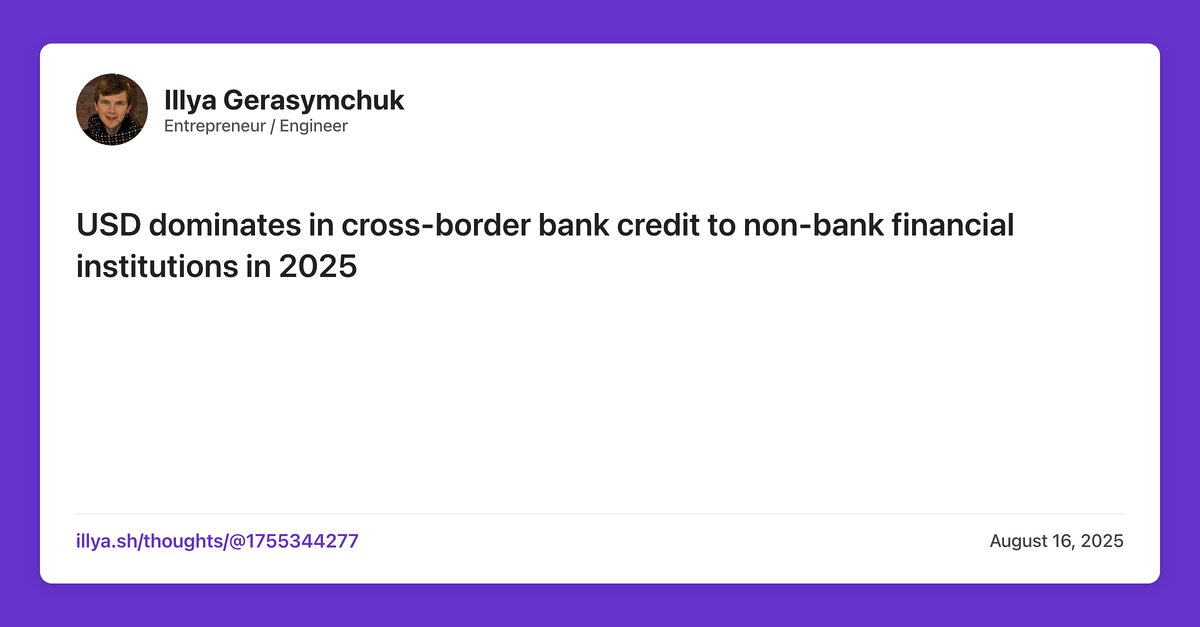 Illya Gerasymchuk
Entrepreneur / Engineer
USD dominates in cross-border bank credit to non-bank financial
institutions in 2025
illya.sh/thoughts/@1755344277
August 16, 2025